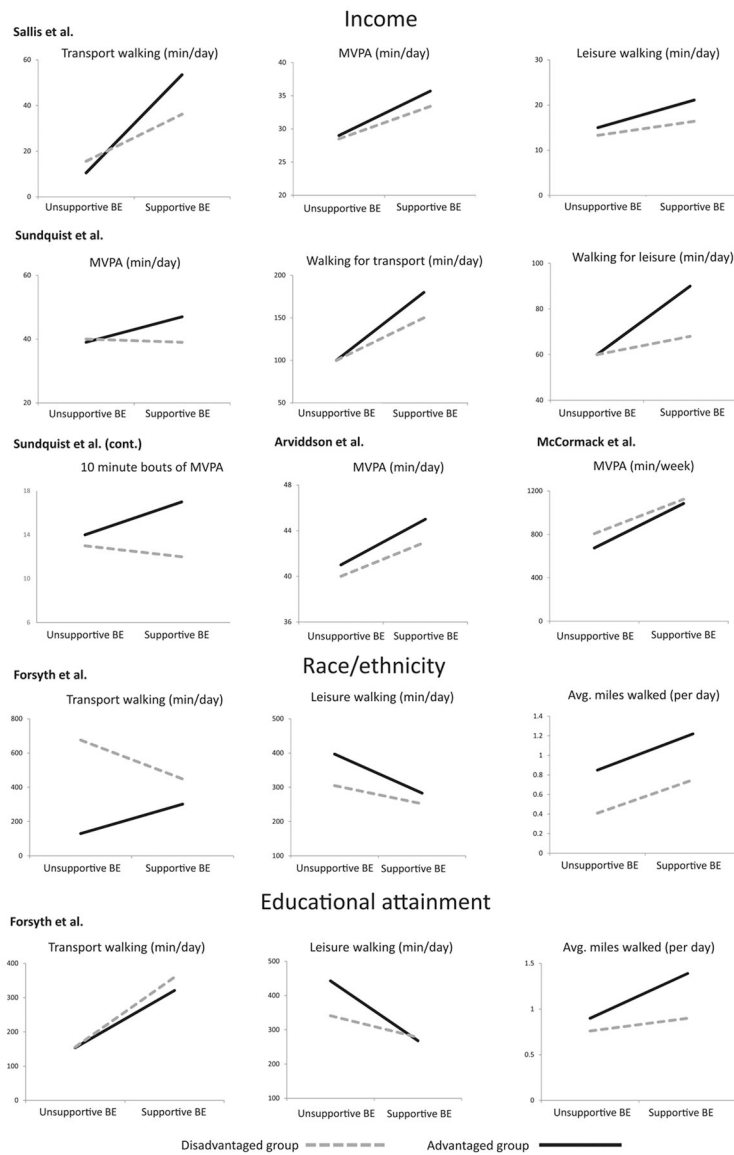 Income
Sallis et al.
Transport walking (min/day)
60
40
20
0
Unsupportive BE
Supportive BE
MVPA (min/day)
40
35
30
25
20
Unsupportive BE
Supportive BE
Leisure walking (min/day)
30
20
10
0
Unsupportive BE
Supportive BE
Sundquist et al.
MVPA (min/day)
60
40
20
Unsupportive BE
Supportive BE
Walking for transport (min/day)
200
150
100
50
Unsupportive BE
Supportive BE
Walking for leisure (min/day)
100
80
60
40
Unsupportive BE
Supportive BE
Sundquist et al. (cont.)
10 minute bouts of MVPA
18
14
10
6
Unsupportive BE
Supportive BE
Arviddson et al.
MVPA (min/day)
48
44
40
36
Unsupportive BE
Supportive BE
McCormack et al.
MVPA (min/week)
1200
800
400
0
Unsupportive BE
Supportive BE
Race/ethnicity
Forsyth et al.
Transport walking (min/day)
800
600
400
200
0
Unsupportive BE
Supportive BE
Leisure walking (min/day)
500
400
300
200
100
Unsupportive BE
Supportive BE
Avg. miles walked (per day)
1.4
1.2
1
0.8
0.6
0.4
0.2
0
Unsupportive BE
Supportive BE
Educational attainment
Forsyth et al.
Transport walking (min/day)
400
300
200
100
0
Unsupportive BE
Supportive BE
Leisure walking (min/day)
500
400
300
200
100
Unsupportive BE
Supportive BE
Avg. miles walked (per day)
1.5
1
0.5
0
Unsupportive BE
Supportive BE
Disadvantaged group
Advantaged group